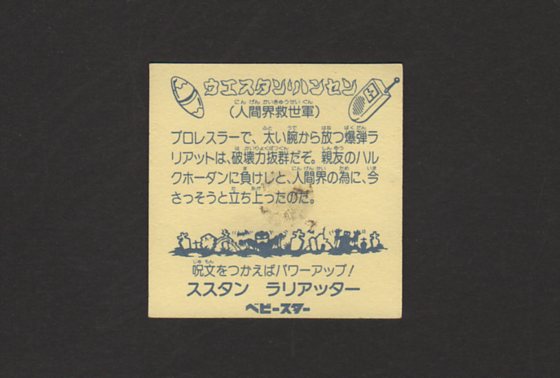 ウエスタンハンセン
(人間界救世軍)
プロレスラーで、太い腕から放つ爆弾ラ
リアットは、破壊力抜群だぞ。親友のハル
クホーダンに負けじと、人間界の為に、今
さっそうと立ち上ったのだ。
呪文をつかえばパワーアップ!
ススタン ラリアッター
ベビースター